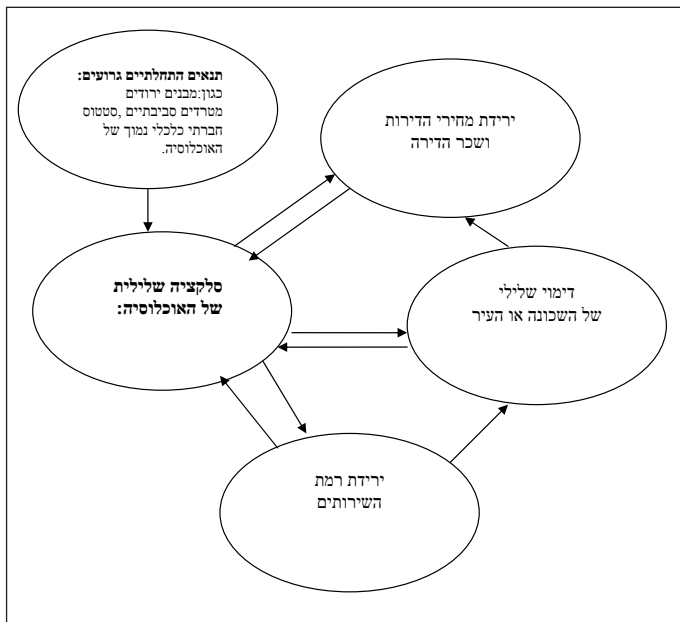 תנאים התחלתיים גרועים:
כגון:מבנים ירודים
מטרדים סביבתיים ,סטטוס
חברתי כלכלי נמוך של
האוכלוסיה.
ירידת מחירי הדירות
ושכר הדירה
סלקציה שלילית
של האוכלוסיה:
דימוי שלילי
של השכונה או העיר
ירידת רמת
השירותים